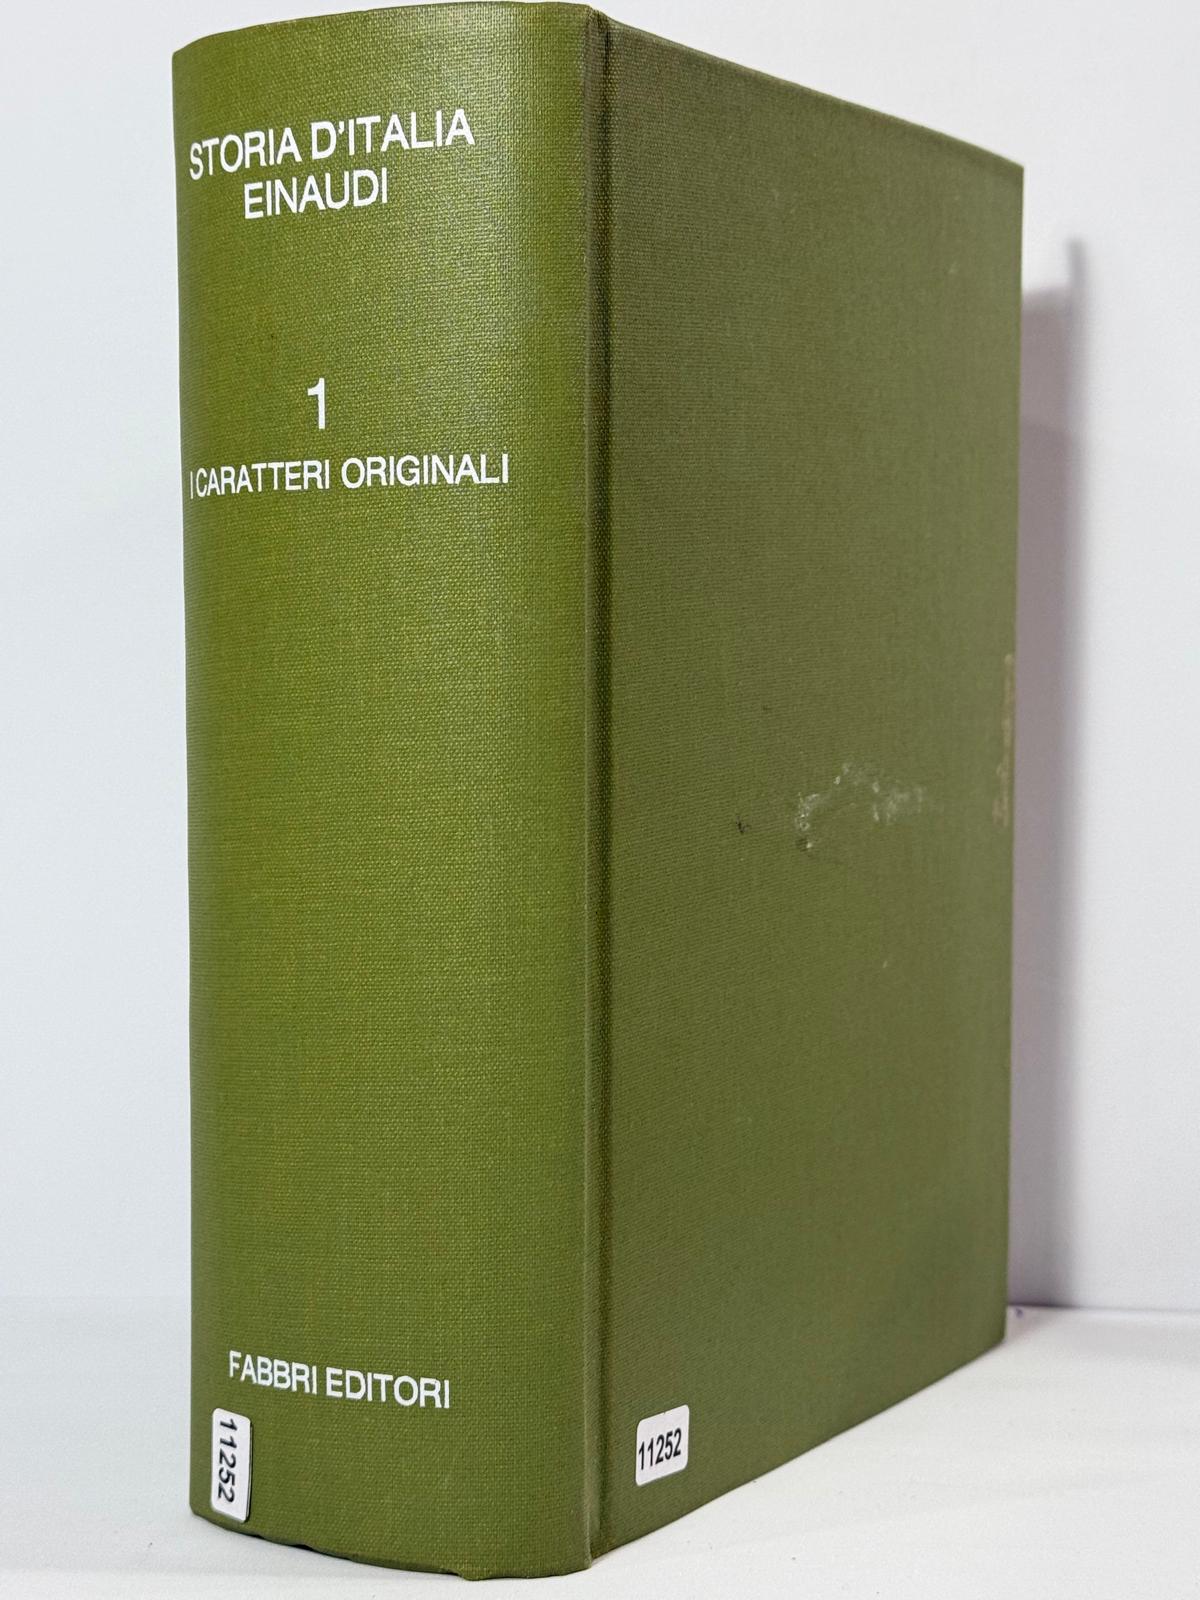 STORIA D'ITALIA
EINAUDI
1
I CARATTERI ORIGINALI
FABBRI EDITORI
11252
11252